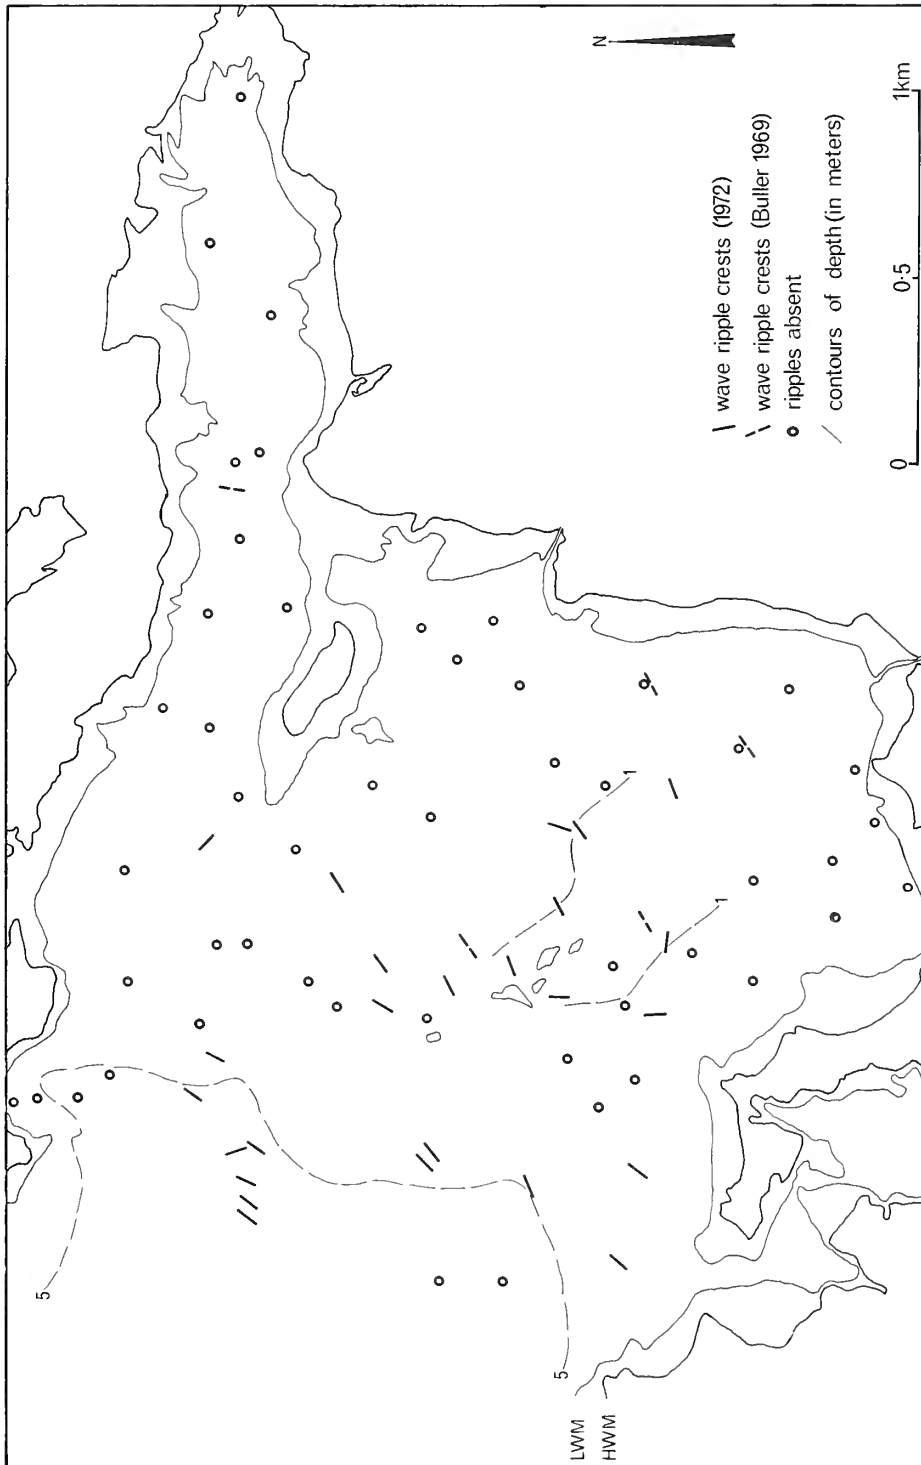 N
wave ripple crests (1972)
wave ripple crests (Buller 1969)
ripples absent
contours of depth (in meters)
0
0·5
1km
1
1
5
5
LWM
HWM